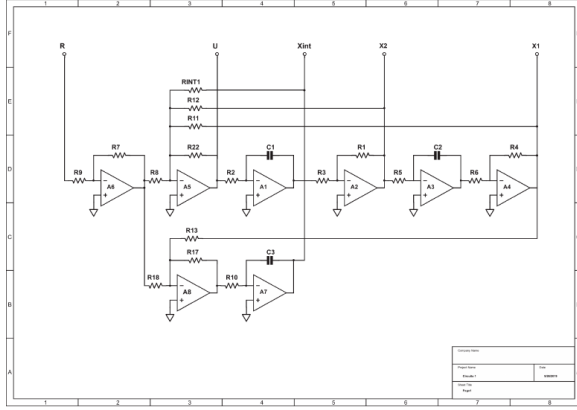 1 2 3 4 5 6 7 8
F
R U Xint X2 X1
RINT1
E
R12
R11
R7 R22 C1 R1 C2 R4
D
R9 R8 R2 R3 R5 R6
A6 A5 A1 A2 A3 A4
C
R13
R17 C3
R18 R10
A8 A7
B
A
Company Name
Project Name Date
Sheet Title
Page1
1 2 3 4 5 6 7 8